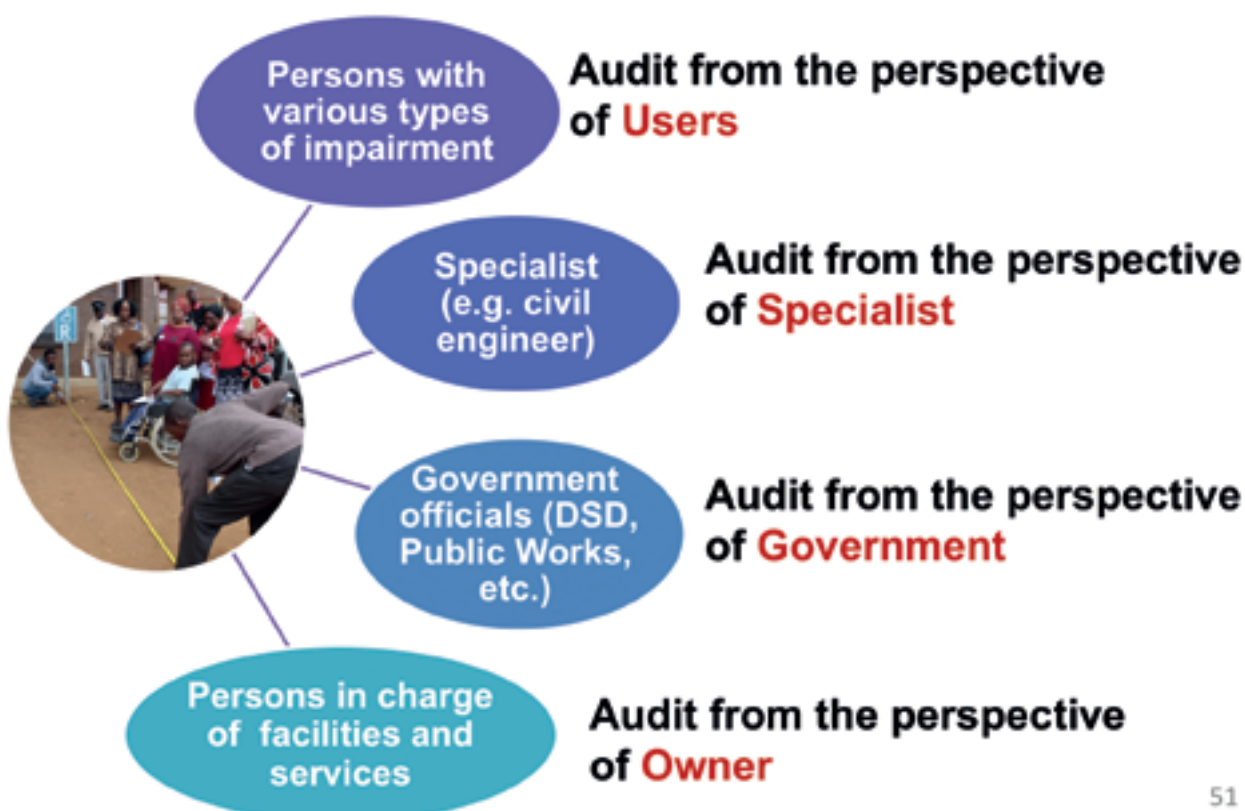 Persons with
various types
of impairment
Audit from the perspective
of Users
Specialist
(e.g. civil
engineer)
Audit from the perspective
of Specialist
Government
officials (DSD,
Public Works,
etc.)
Audit from the perspective
of Government
Persons in charge
of facilities and
services
Audit from the perspective
of Owner
51